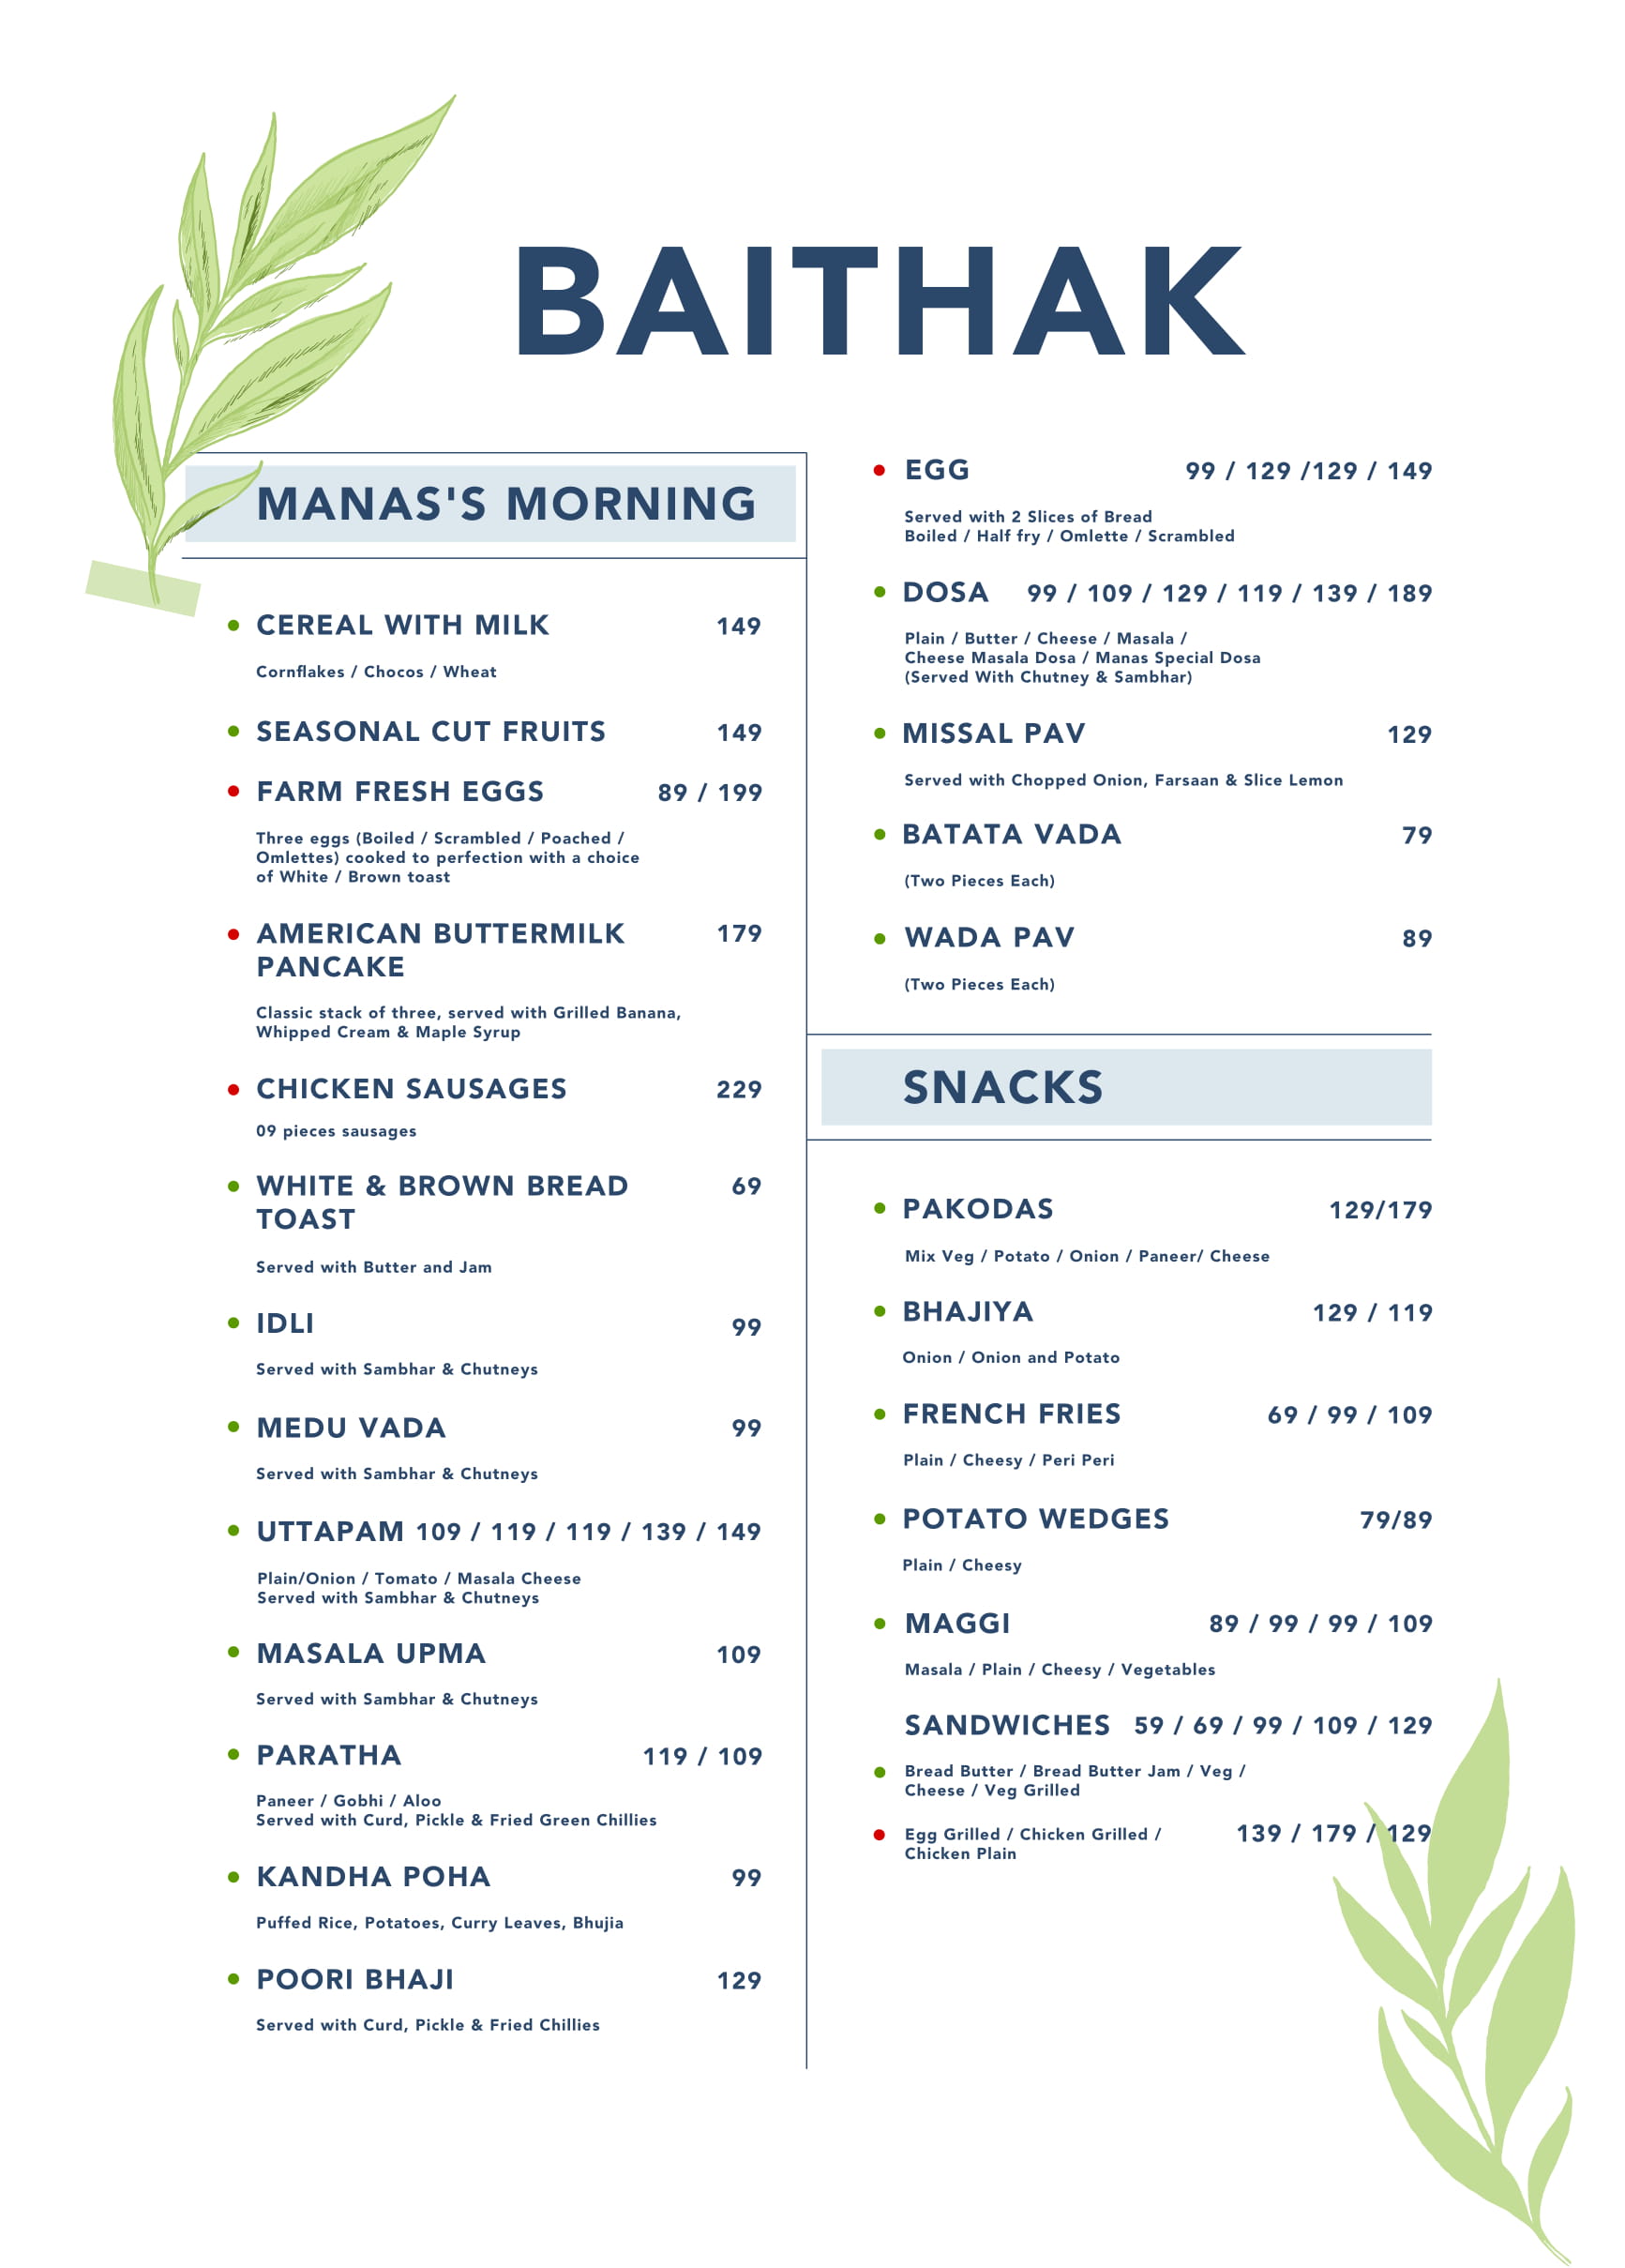 BAITHAK
MANAS'S MORNING
CEREAL WITH MILK 149
Cornflakes / Chocos / Wheat
SEASONAL CUT FRUITS 149
FARM FRESH EGGS 89 / 199
Three eggs (Boiled / Scrambled / Poached /
Omlettes) cooked to perfection with a choice
of White / Brown toast
AMERICAN BUTTERMILK 179
PANCAKE
Classic stack of three, served with Grilled Banana,
Whipped Cream & Maple Syrup
CHICKEN SAUSAGES 229
09 pieces sausages
WHITE & BROWN BREAD 69
TOAST
Served with Butter and Jam
IDLI 99
Served with Sambhar & Chutneys
MEDU VADA 99
Served with Sambhar & Chutneys
UTTAPAM 109 / 119 / 119 / 139 / 149
Plain/Onion / Tomato / Masala Cheese
Served with Sambhar & Chutneys
MASALA UPMA 109
Served with Sambhar & Chutneys
PARATHA 119 / 109
Paneer / Gobhi / Aloo
Served with Curd, Pickle & Fried Green Chillies
KANDHA POHA 99
Puffed Rice, Potatoes, Curry Leaves, Bhujia
POORI BHAJI 129
Served with Curd, Pickle & Fried Chillies
EGG 99 / 129 /129 / 149
Served with 2 Slices of Bread
Boiled / Half fry / Omlette / Scrambled
DOSA 99 / 109 / 129 / 119 / 139 / 189
Plain / Butter / Cheese / Masala /
Cheese Masala Dosa / Manas Special Dosa
(Served With Chutney & Sambhar)
MISSAL PAV 129
Served with Chopped Onion, Farsaan & Slice Lemon
BATATA VADA 79
(Two Pieces Each)
WADA PAV 89
(Two Pieces Each)
SNACKS
PAKODAS 129/179
Mix Veg / Potato / Onion / Paneer/ Cheese
BHAJIYA 129 / 119
Onion / Onion and Potato
FRENCH FRIES 69 / 99 / 109
Plain / Cheesy / Peri Peri
POTATO WEDGES 79/89
Plain / Cheesy
MAGGI 89 / 99 / 99 / 109
Masala / Plain / Cheesy / Vegetables
SANDWICHES 59 / 69 / 99 / 109 / 129
Bread Butter / Bread Butter Jam / Veg /
Cheese / Veg Grilled
Egg Grilled / Chicken Grilled / 139 / 179 / 129
Chicken Plain